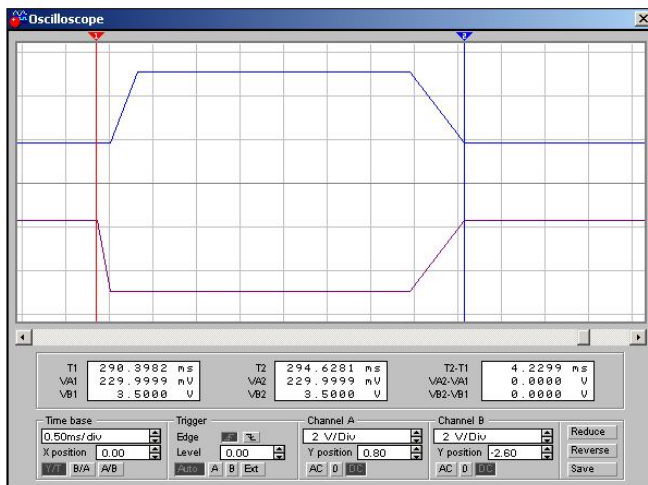 Oscilloscope
1
2
T1 290.3982 ms
VA1 229.9999 mV
VB1 3.5000 V
T2 294.6281 ms
VA2 229.9999 mV
VB2 3.5000 V
T2-T1 4.2299 ms
VA2-VA1 0.0000 V
VB2-VB1 0.0000 V
Time base
0.50ms/div
X position 0.00
Y/T B/A A/B
Trigger
Edge
Level 0.00
Auto A B Ext
Channel A
2 V/Div
Y position 0.80
AC 0 DC
Channel B
2 V/Div
Y position -2.60
AC 0 DC
Reduce
Reverse
Save